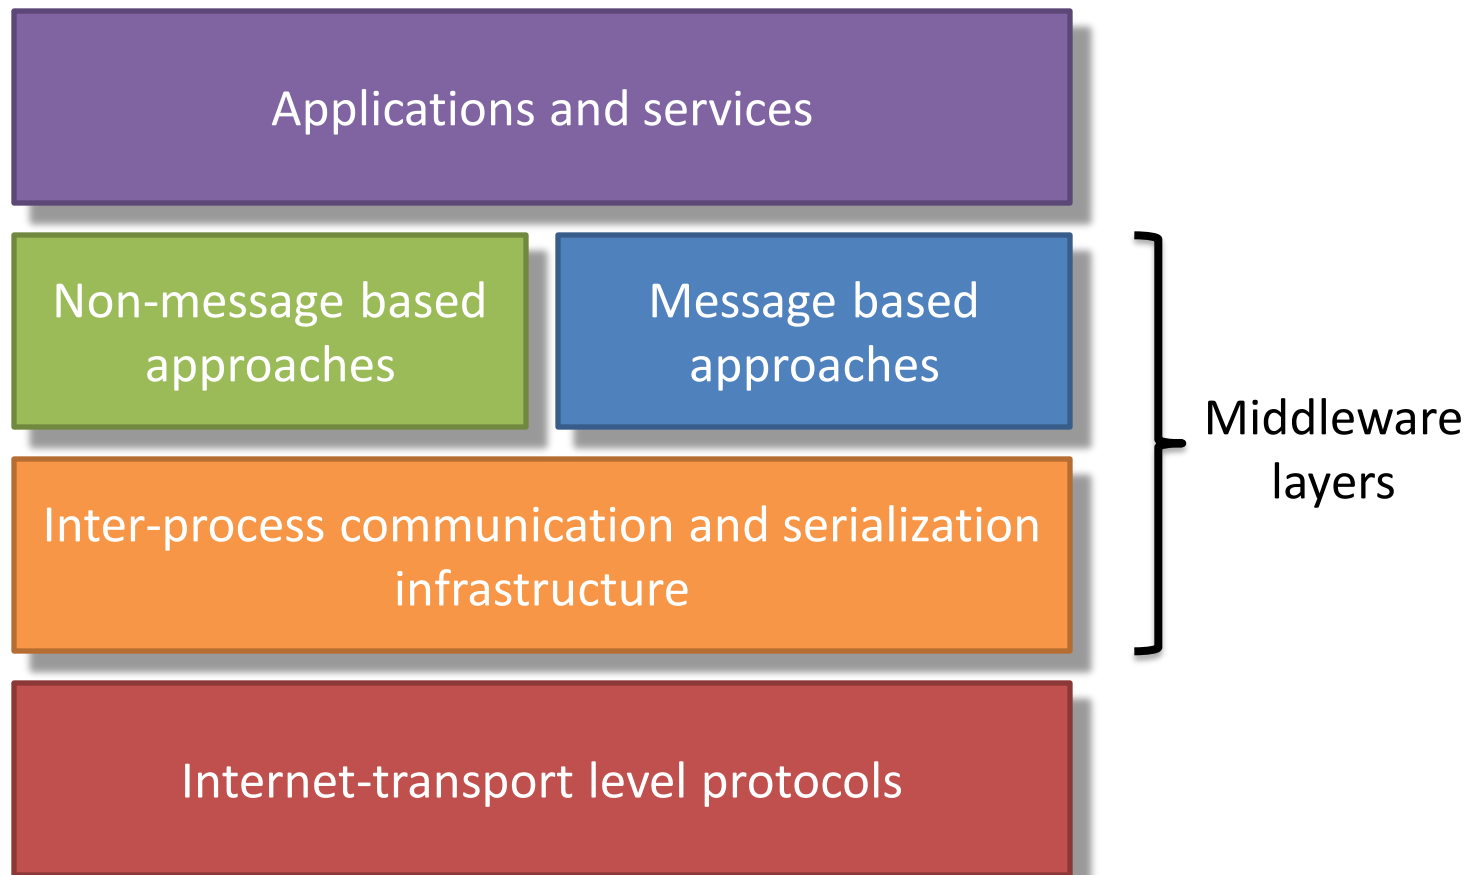 Applications and services
Non-message based
approaches
Message based
approaches
Middleware
layers
Inter-process communication and serialization
infrastructure
Internet-transport level protocols